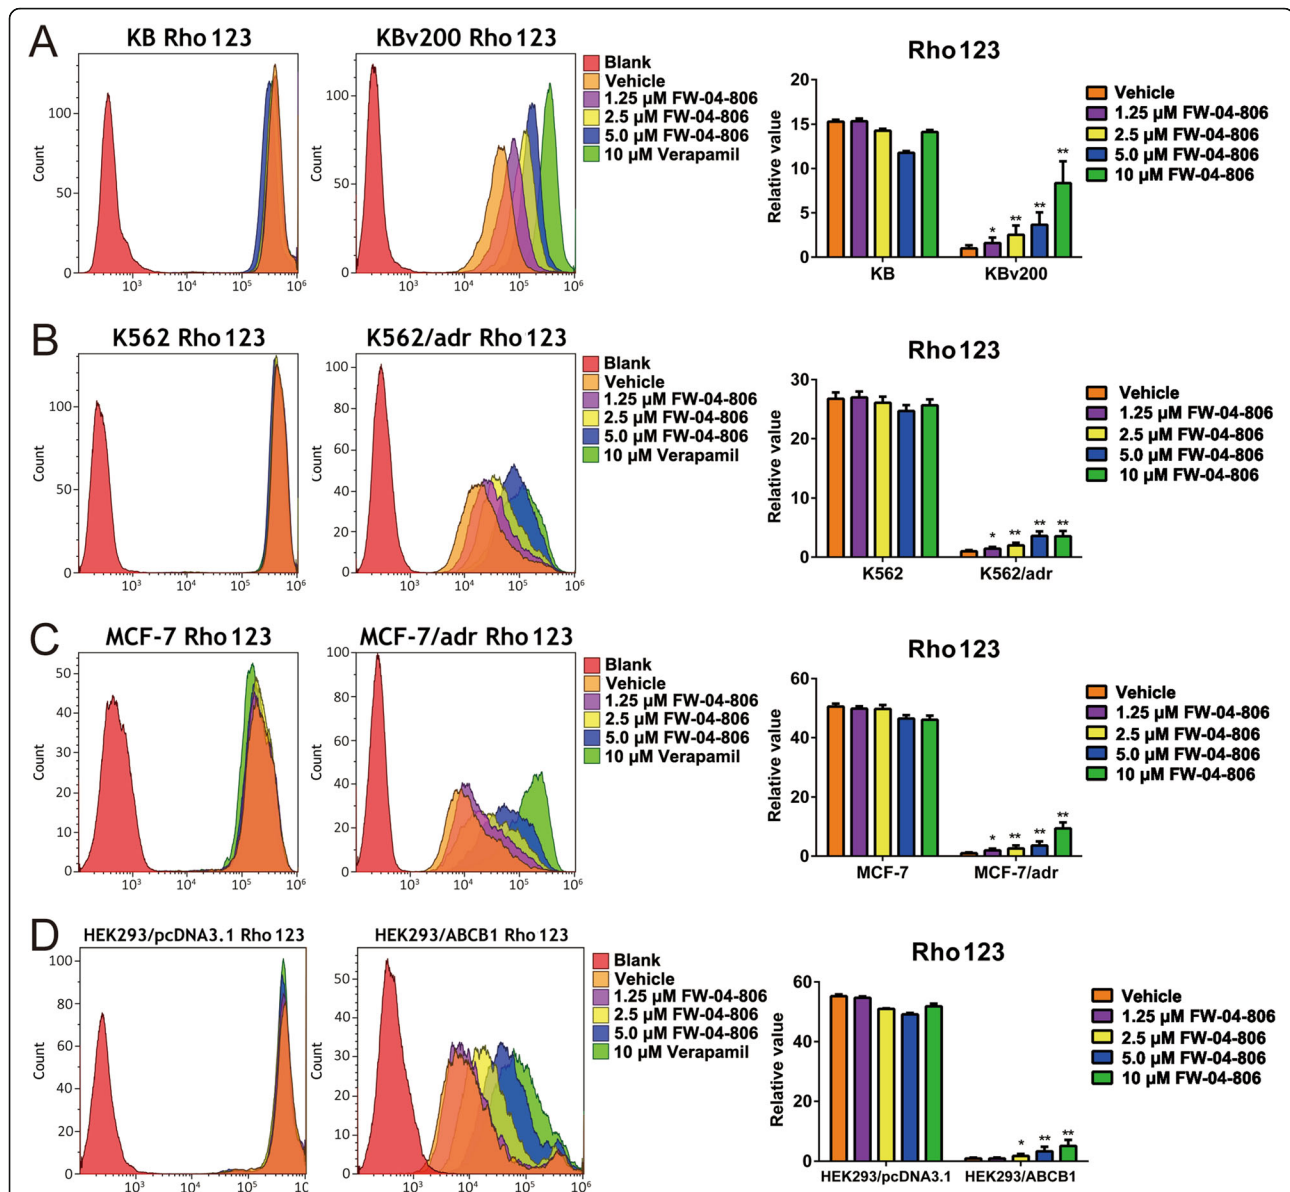 A
KB Rho 123
KBv200 Rho 123
Count
100
50
0
10³ 10⁴ 10⁵ 10⁶
Count
100
50
0
10³ 10⁴ 10⁵ 10⁶
Blank
Vehicle
1.25 µM FW-04-806
2.5 µM FW-04-806
5.0 µM FW-04-806
10 µM Verapamil
Rho 123
Relative value
20
15
10
5
0
* ** ** **
KB
KBv200
Vehicle
1.25 µM FW-04-806
2.5 µM FW-04-806
5.0 µM FW-04-806
10 µM FW-04-806
B
K562 Rho 123
K562/adr Rho 123
Count
100
50
0
10³ 10⁴ 10⁵ 10⁶
Count
100
80
60
40
20
0
10³ 10⁴ 10⁵ 10⁶
Blank
Vehicle
1.25 µM FW-04-806
2.5 µM FW-04-806
5.0 µM FW-04-806
10 µM Verapamil
Rho 123
Relative value
30
20
10
0
* ** ** **
K562
K562/adr
Vehicle
1.25 µM FW-04-806
2.5 µM FW-04-806
5.0 µM FW-04-806
10 µM FW-04-806
C
MCF-7 Rho 123
MCF-7/adr Rho 123
Count
50
40
30
20
10
0
10³ 10⁴ 10⁵ 10⁶
Count
100
80
60
40
20
0
10³ 10⁴ 10⁵ 10⁶
Blank
Vehicle
1.25 µM FW-04-806
2.5 µM FW-04-806
5.0 µM FW-04-806
10 µM Verapamil
Rho 123
Relative value
60
40
20
0
* ** ** **
MCF-7
MCF-7/adr
Vehicle
1.25 µM FW-04-806
2.5 µM FW-04-806
5.0 µM FW-04-806
10 µM FW-04-806
D
HEK293/pcDNA3.1 Rho 123
HEK293/ABCB1 Rho 123
Count
100
80
60
40
20
0
10³ 10⁴ 10⁵ 10
Count
50
40
30
20
10
0
10³ 10⁴ 10⁵ 10⁶
Blank
Vehicle
1.25 µM FW-04-806
2.5 µM FW-04-806
5.0 µM FW-04-806
10 µM Verapamil
Rho 123
Relative value
60
40
20
0
* ** **
HEK293/pcDNA3.1
HEK293/ABCB1
Vehicle
1.25 µM FW-04-806
2.5 µM FW-04-806
5.0 µM FW-04-806
10 µM FW-04-806